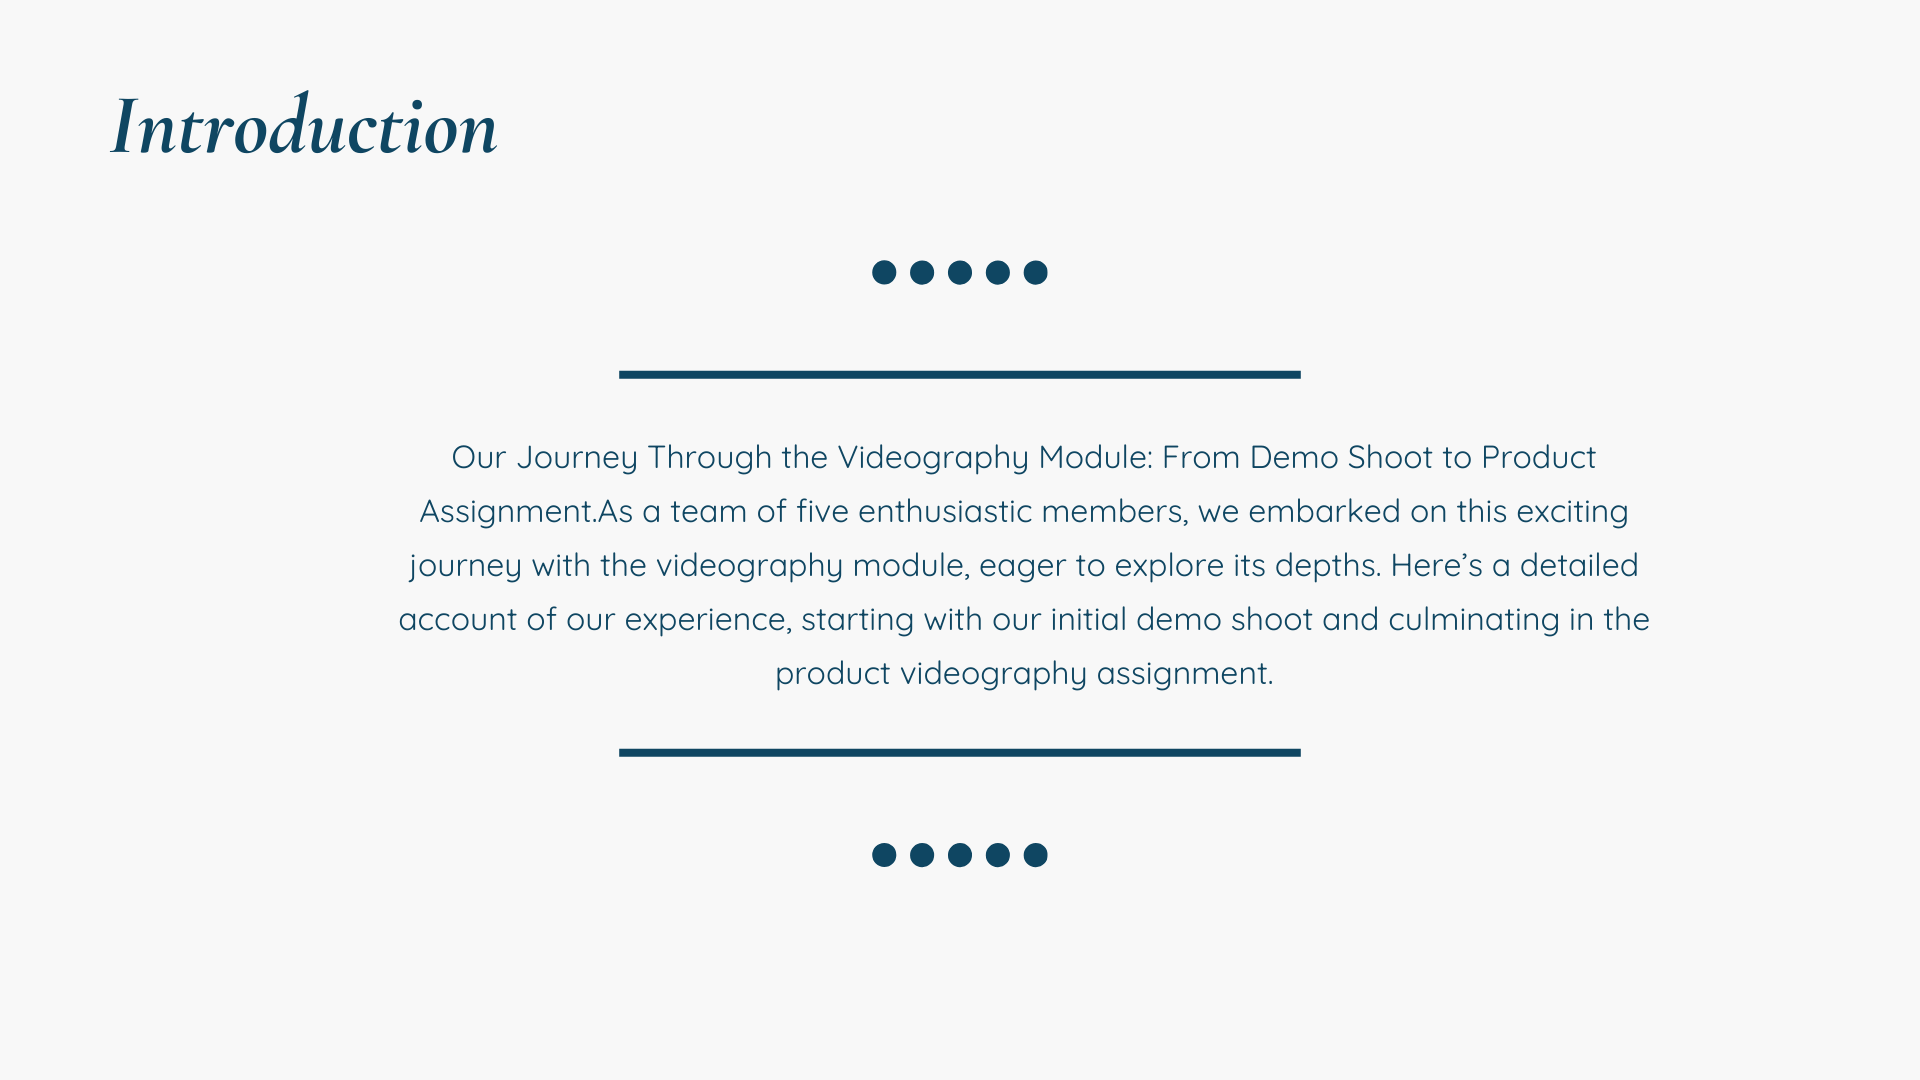 Introduction
Our Journey Through the Videography Module: From Demo Shoot to Product
Assignment.As a team of five enthusiastic members, we embarked on this exciting
journey with the videography module, eager to explore its depths. Here’s a detailed
account of our experience, starting with our initial demo shoot and culminating in the
product videography assignment.